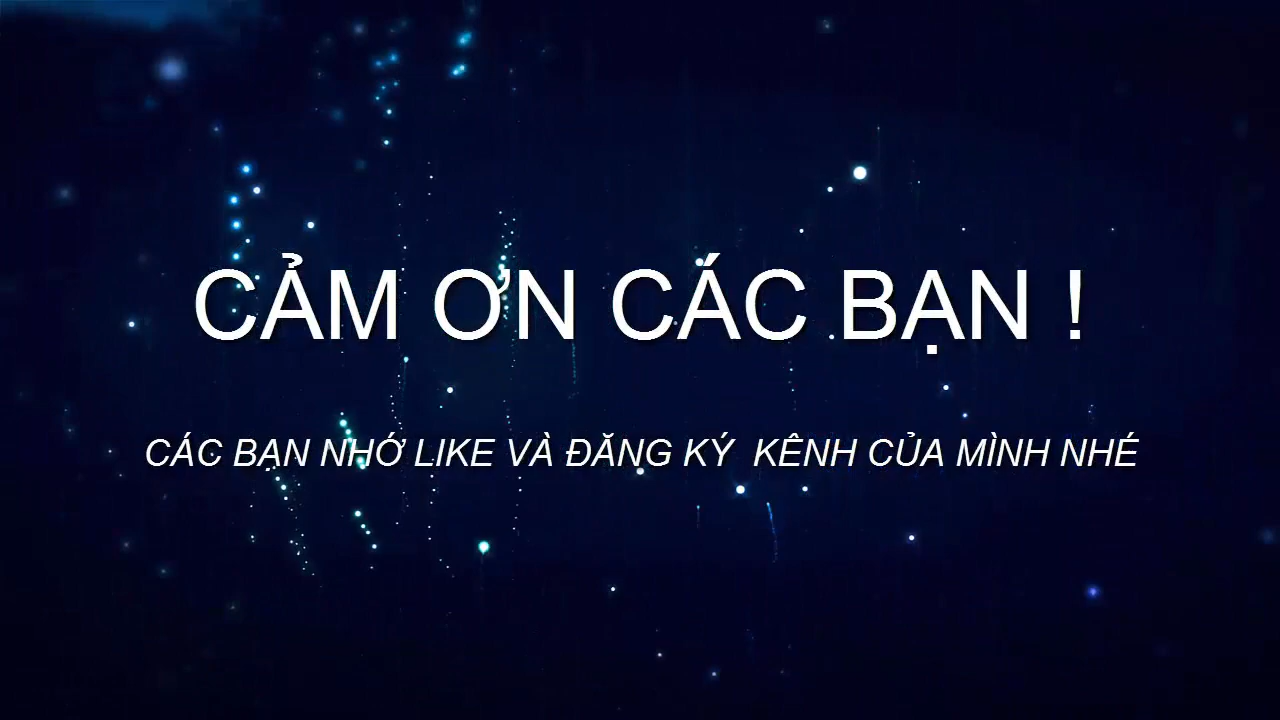 CẢM ƠN CÁC BẠN !
CÁC BẠN NHỚ LIKE VÀ ĐĂNG KÝ KÊNH CỦA MÌNH NHÉ